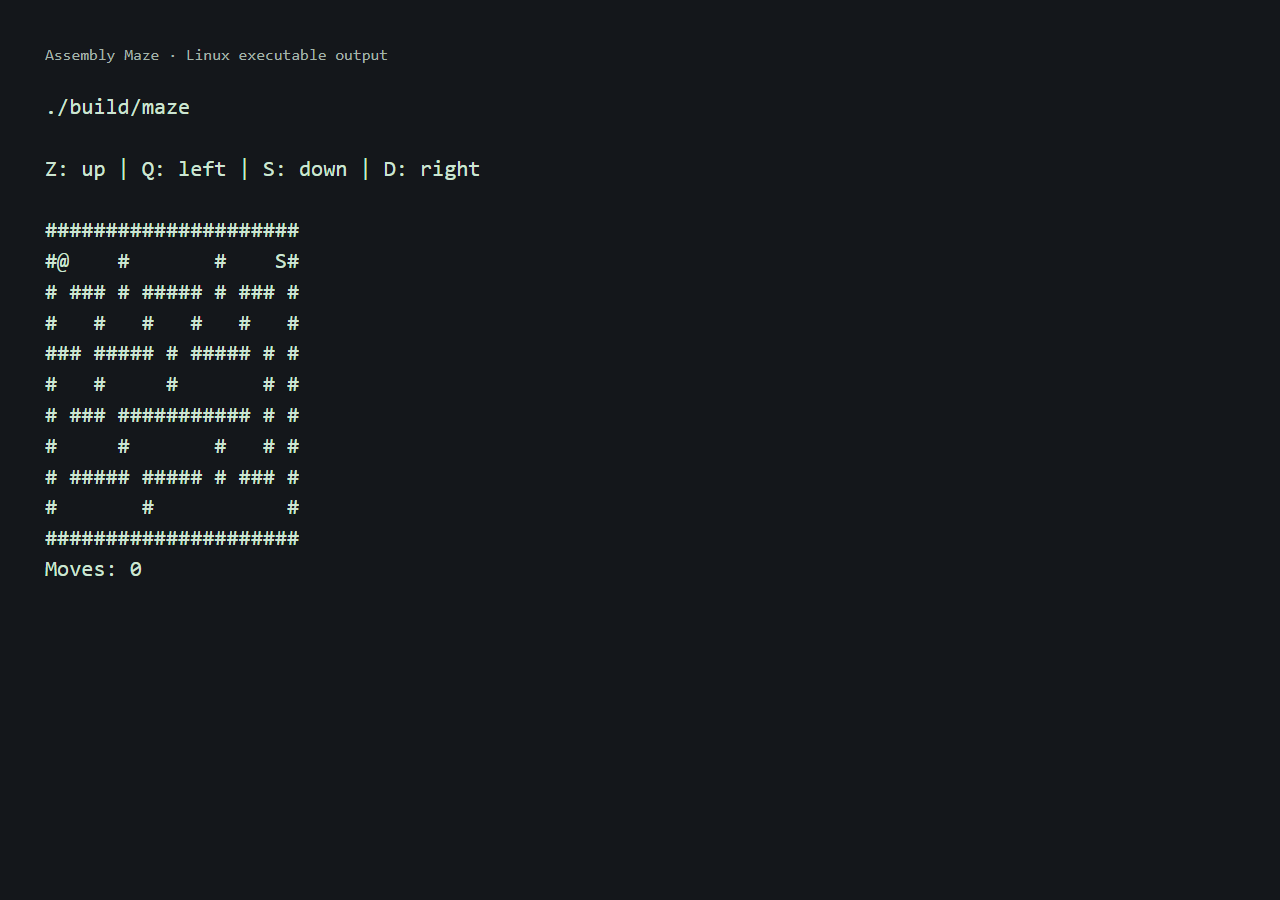 Assembly Maze · Linux executable output
./build/maze
Z: up | Q: left | S: down | D: right
#####################
#@    #       #    S#
# ### # ##### # ### #
#   #   #   #   #   #
### ##### # ##### # #
#   #     #       # #
# ### ########### # #
#     #       #   # #
# ##### ##### # ### #
#       #           #
#####################
Moves: 0